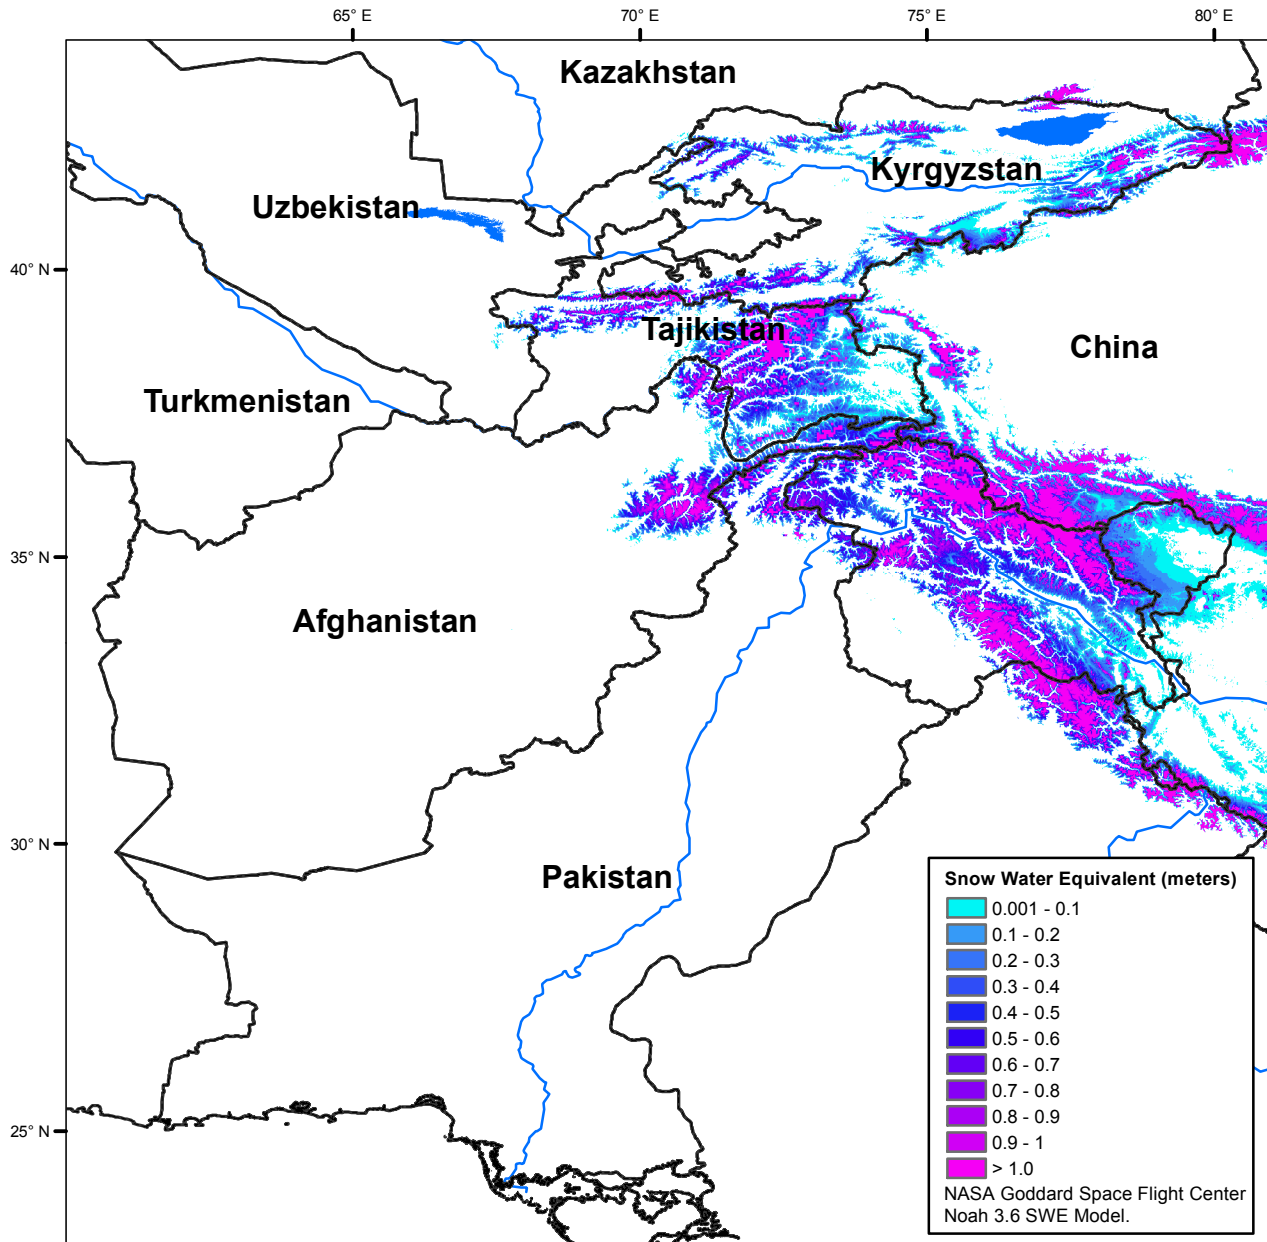 65° E
70° E
75° E
80° E
Kazakhstan
Kyrgyzstan
Uzbekistan
40° N
Tajikistan
China
Turkmenistan
35° N
Afghanistan
30° N
Pakistan
25° N
Snow Water Equivalent (meters)
0.001 - 0.1
0.1 - 0.2
0.2 - 0.3
0.3 - 0.4
0.4 - 0.5
0.5 - 0.6
0.6 - 0.7
0.7 - 0.8
0.8 - 0.9
0.9 - 1
> 1.0
NASA Goddard Space Flight Center
Noah 3.6 SWE Model.